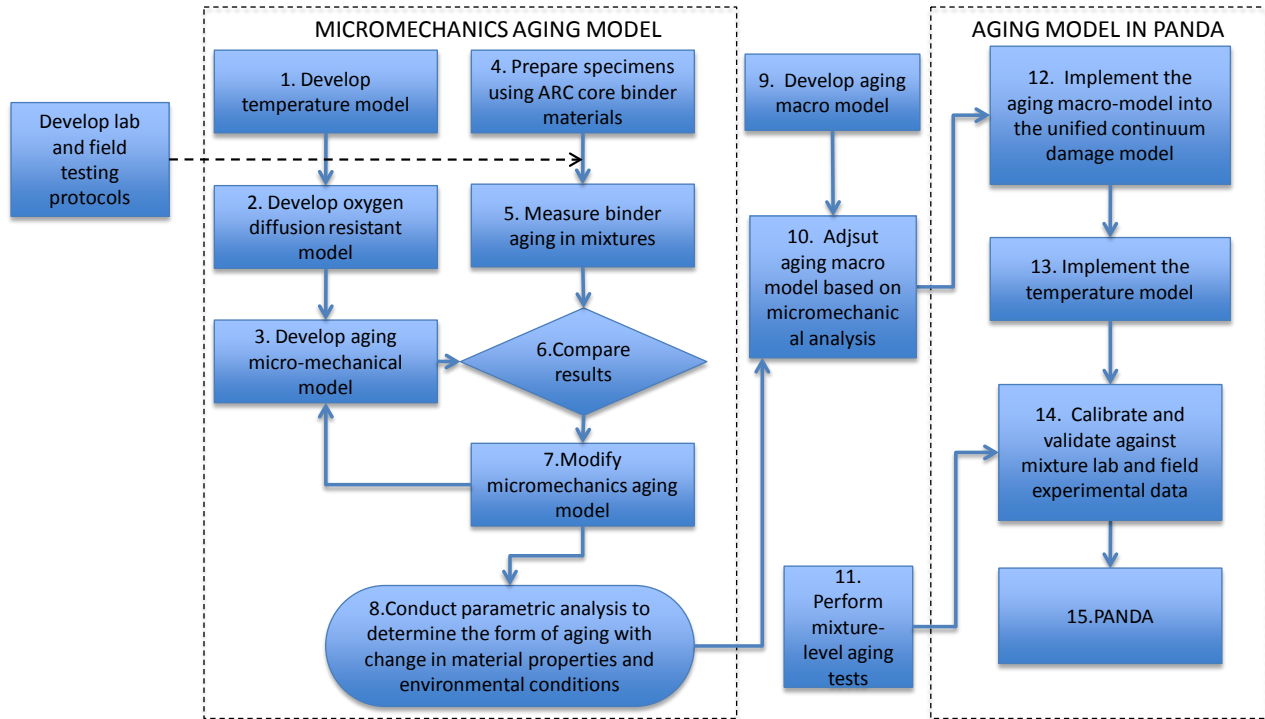 MICROMECHANICS AGING MODEL
AGING MODEL IN PANDA
Develop lab
and field
testing
protocols
1. Develop
temperature model
2. Develop oxygen
diffusion resistant
model
3. Develop aging
micro-mechanical
model
4. Prepare specimens
using ARC core binder
materials
5. Measure binder
aging in mixtures
6.Compare
results
7.Modify
micromechanics aging
model
8.Conduct parametric analysis to
determine the form of aging with
change in material properties and
environmental conditions
9. Develop aging
macro model
10. Adjsut
aging macro
model based on
micromechanic
al analysis
11.
Perform
mixture-
level aging
tests
12. Implement the
aging macro-model into
the unified continuum
damage model
13. Implement the
temperature model
14. Calibrate and
validate against
mixture lab and field
experimental data
15.PANDA